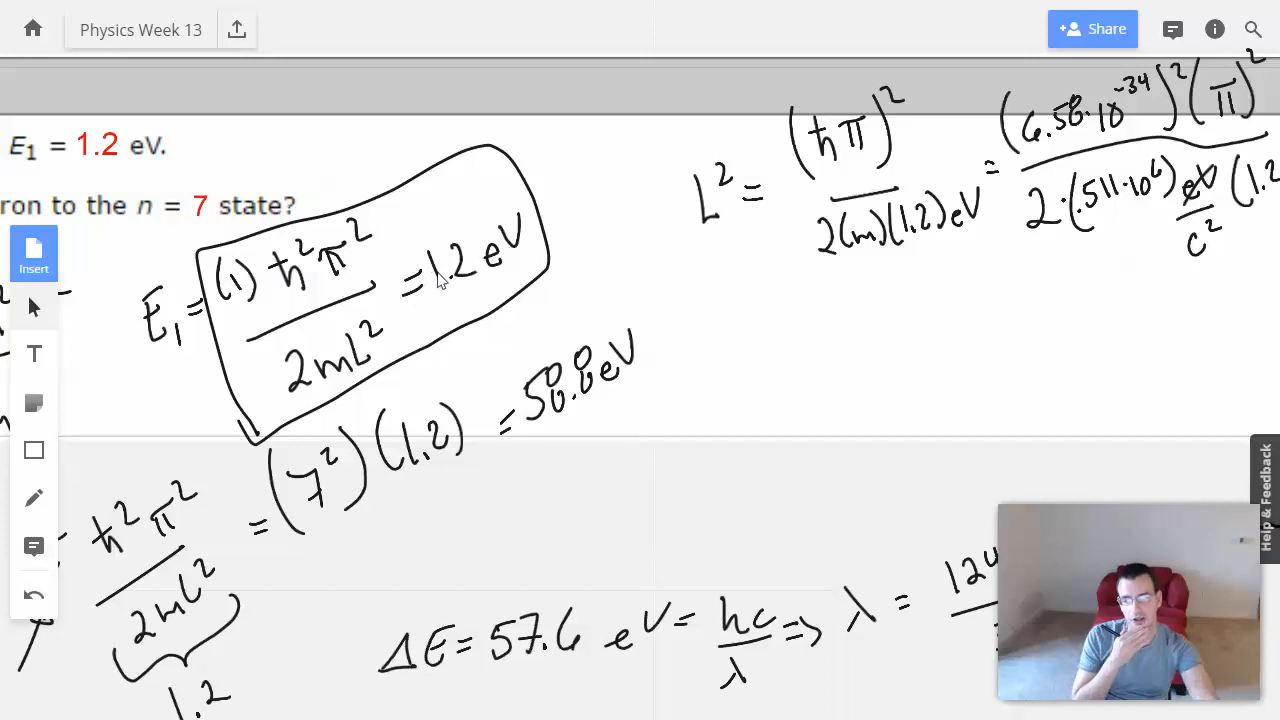 Physics Week 13
Share
E₁ = 1.2 eV.
ron to the n = 7 state?
Insert
E₁ = (1) ℏ²π² / 2mL² = 1.2 eV
L² = (ℏπ)² / 2(m)(1.2)eV = (6.58·10⁻³⁴)²(π)² / 2·(.511·10⁶) eV/c² (1.2
ℏ²π² / 2mL² = (7²)(1.2) = 58.8 eV
1.2
ΔE = 57.6 eV = hc/λ => λ =
Help & Feedback